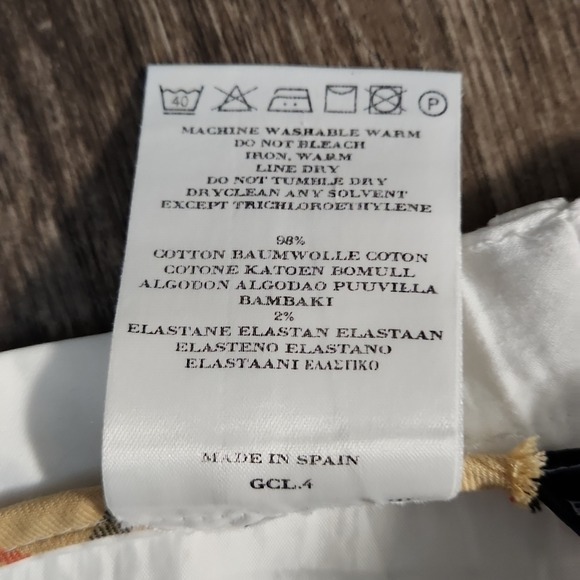 40 P
MACHINE WASHABLE WARM
DO NOT BLEACH
IRON, WARM
LINE DRY
DO NOT TUMBLE DRY
DRYCLEAN ANY SOLVENT
EXCEPT TRICHLOROETHYLENE
98%
COTTON BAUMWOLLE COTON
COTONE KATOEN BOMULL
ALGODON ALGODAO PUUVILLA
BAMBAKI
2%
ELASTANE ELASTAN ELASTAAN
ELASTENO ELASTANO
ELASTAANI ΕΛΑΣΤΙΚΟ
MADE IN SPAIN
GCL.4